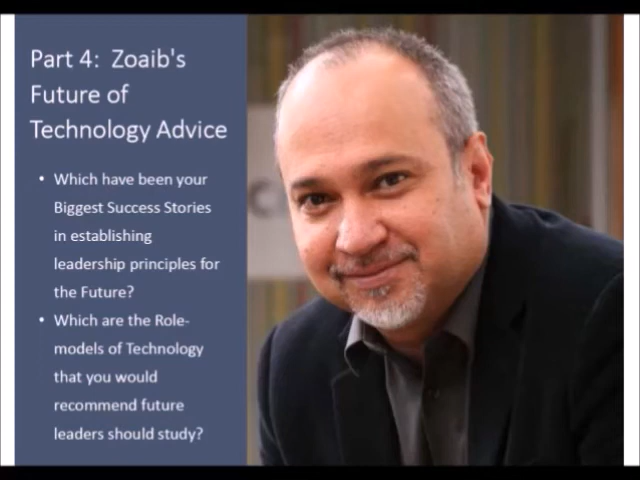 Part 4:  Zoaib's
Future of
Technology Advice
• Which have been your
Biggest Success Stories
in establishing
leadership principles for
the Future?
• Which are the Role-
models of Technology
that you would
recommend future
leaders should study?